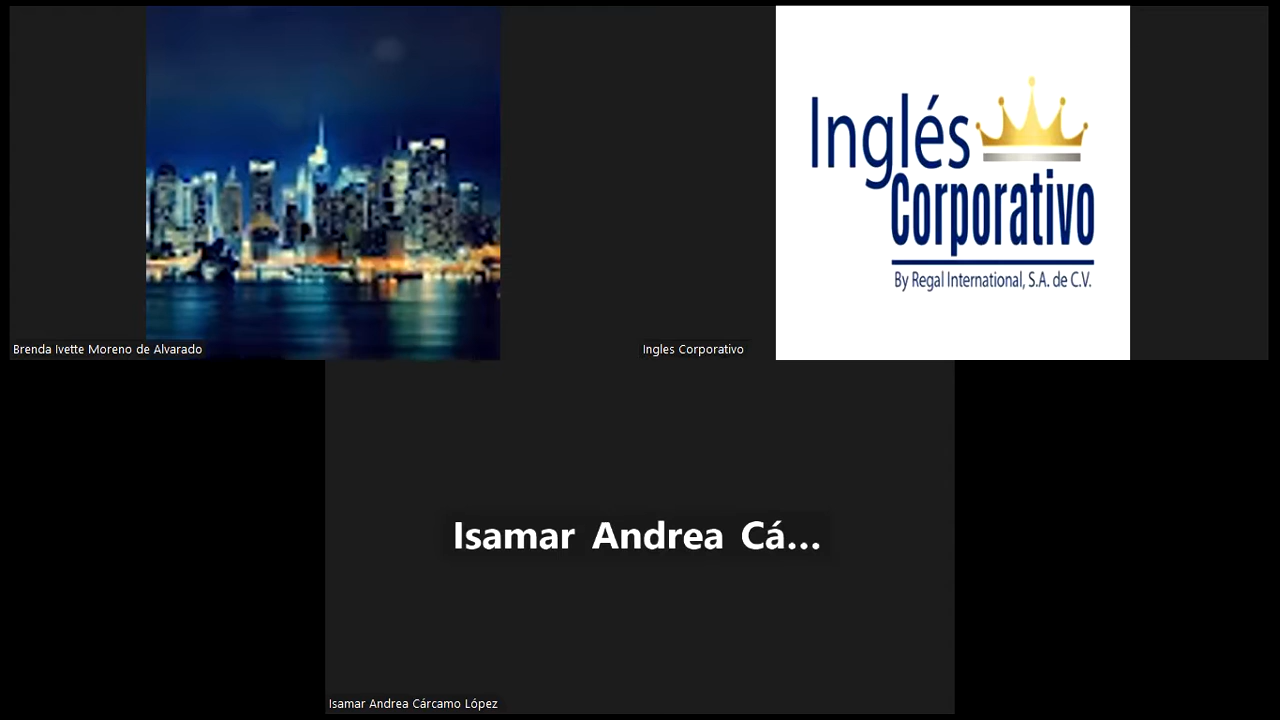 Inglés
Corporativo
By Regal International, S.A. de C.V.
Brenda Ivette Moreno de Alvarado
Ingles Corporativo
Isamar Andrea Cá...
Isamar Andrea Cárcamo López